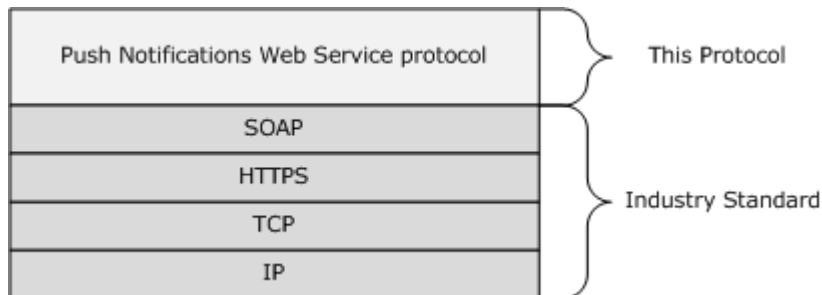 Push Notifications Web Service protocol
This Protocol
SOAP
HTTPS
TCP
IP
Industry Standard